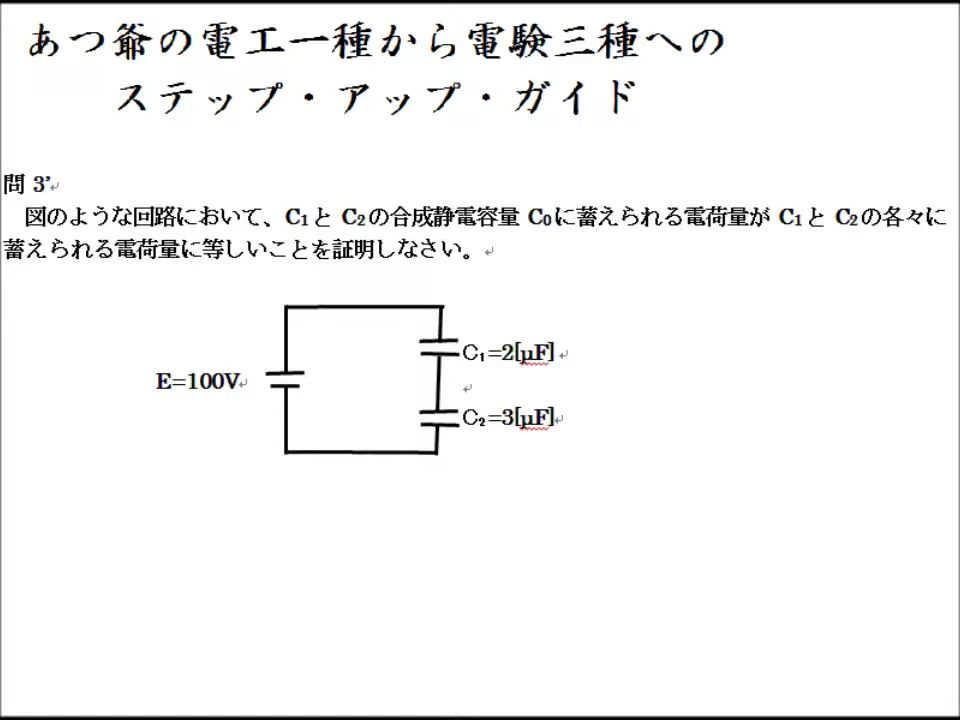 あつ爺の電工一種から電験三種への
ステップ・アップ・ガイド
問 3’
図のような回路において、C₁と C₂の合成静電容量 C₀に蓄えられる電荷量が C₁と C₂の各々に
蓄えられる電荷量に等しいことを証明しなさい。
C₁=2[μF]
E=100V
C₂=3[μF]